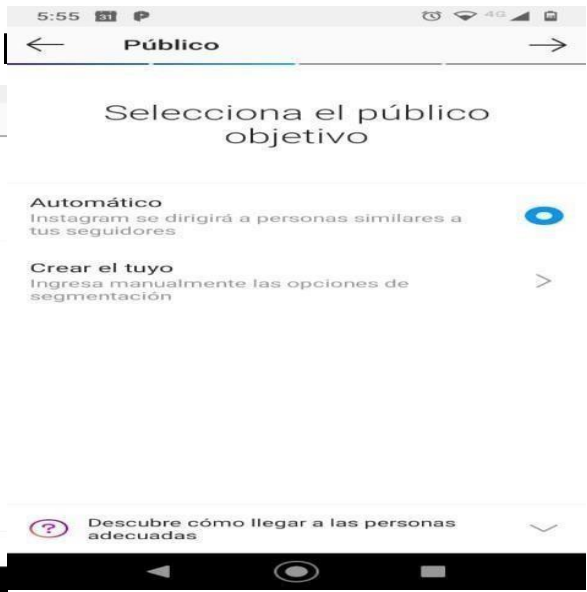 5:55 31 P 4G
Público
Selecciona el público
objetivo
Automático
Instagram se dirigirá a personas similares a
tus seguidores
Crear el tuyo
Ingresa manualmente las opciones de
segmentación
? Descubre cómo llegar a las personas
adecuadas